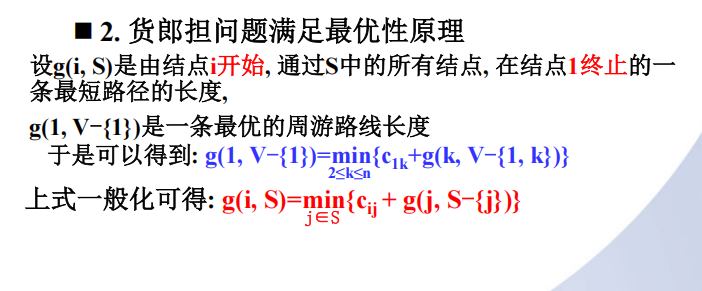 ■ 2. 货郎担问题满足最优性原理
设g(i, S)是由结点i开始, 通过S中的所有结点, 在结点1终止的一
条最短路径的长度,
g(1, V−{1})是一条最优的周游路线长度
于是可以得到: g(1, V−{1})=min{c₁ₖ+g(k, V−{1, k})}
2≤k≤n
上式一般化可得: g(i, S)=min{cᵢⱼ + g(j, S−{j})}
j∈S